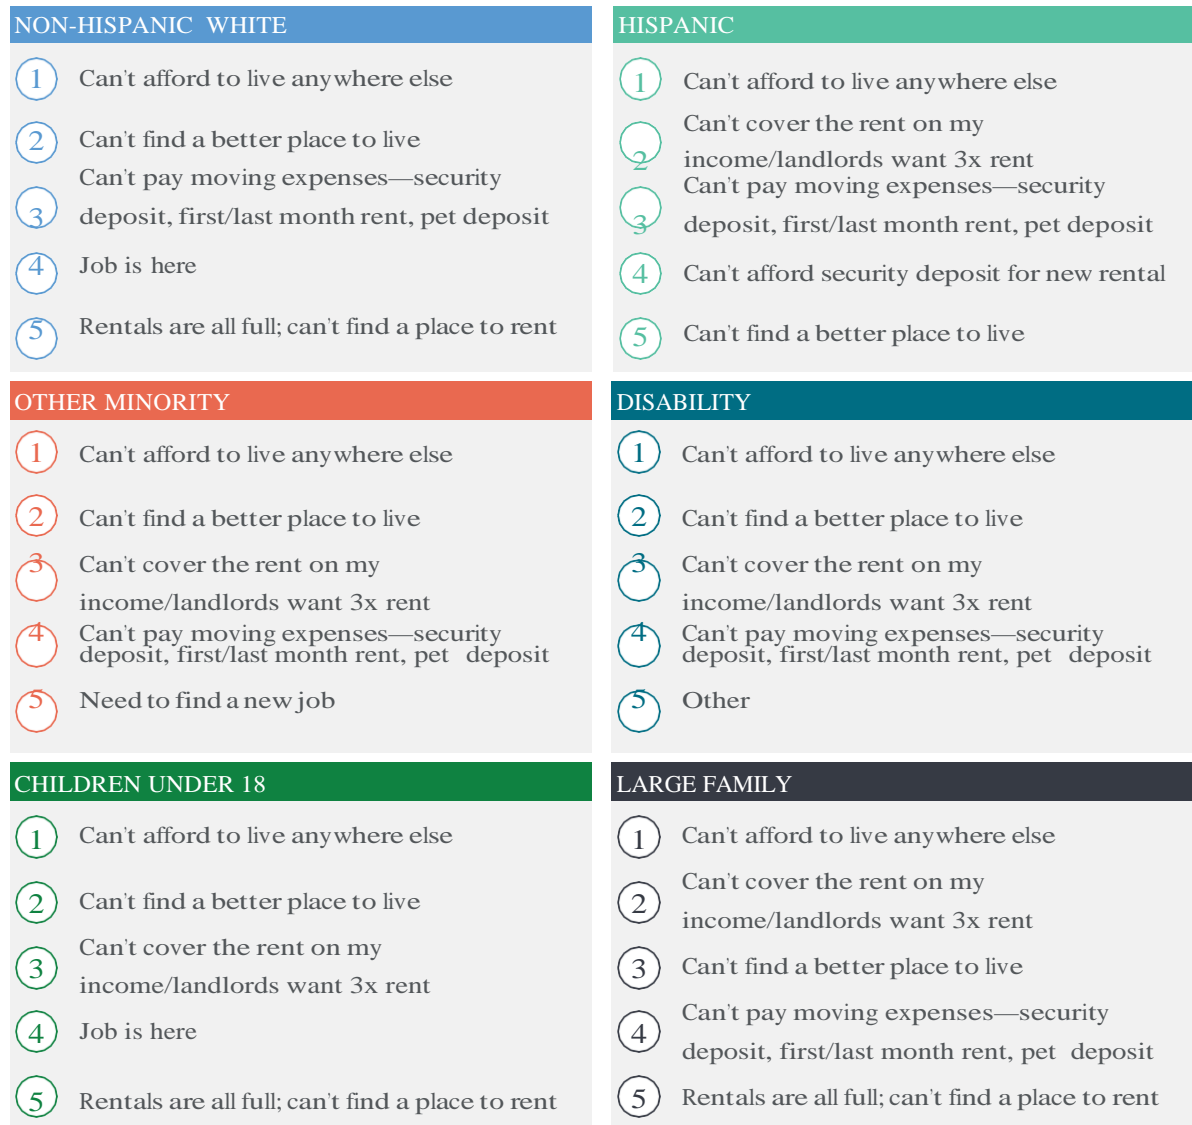 NON-HISPANIC WHITE
1 Can't afford to live anywhere else
2 Can't find a better place to live
Can't pay moving expenses—security
3 deposit, first/last month rent, pet deposit
4 Job is here
5 Rentals are all full; can't find a place to rent
HISPANIC
1 Can't afford to live anywhere else
Can't cover the rent on my
2 income/landlords want 3x rent
Can't pay moving expenses—security
3 deposit, first/last month rent, pet deposit
4 Can't afford security deposit for new rental
5 Can't find a better place to live
OTHER MINORITY
1 Can't afford to live anywhere else
2 Can't find a better place to live
3 Can't cover the rent on my
income/landlords want 3x rent
4 Can't pay moving expenses—security
deposit, first/last month rent, pet deposit
5 Need to find a new job
DISABILITY
1 Can't afford to live anywhere else
2 Can't find a better place to live
3 Can't cover the rent on my
income/landlords want 3x rent
4 Can't pay moving expenses—security
deposit, first/last month rent, pet deposit
5 Other
CHILDREN UNDER 18
1 Can't afford to live anywhere else
2 Can't find a better place to live
3 Can't cover the rent on my
income/landlords want 3x rent
4 Job is here
5 Rentals are all full; can't find a place to rent
LARGE FAMILY
1 Can't afford to live anywhere else
2 Can't cover the rent on my
income/landlords want 3x rent
3 Can't find a better place to live
4 Can't pay moving expenses—security
deposit, first/last month rent, pet deposit
5 Rentals are all full; can't find a place to rent